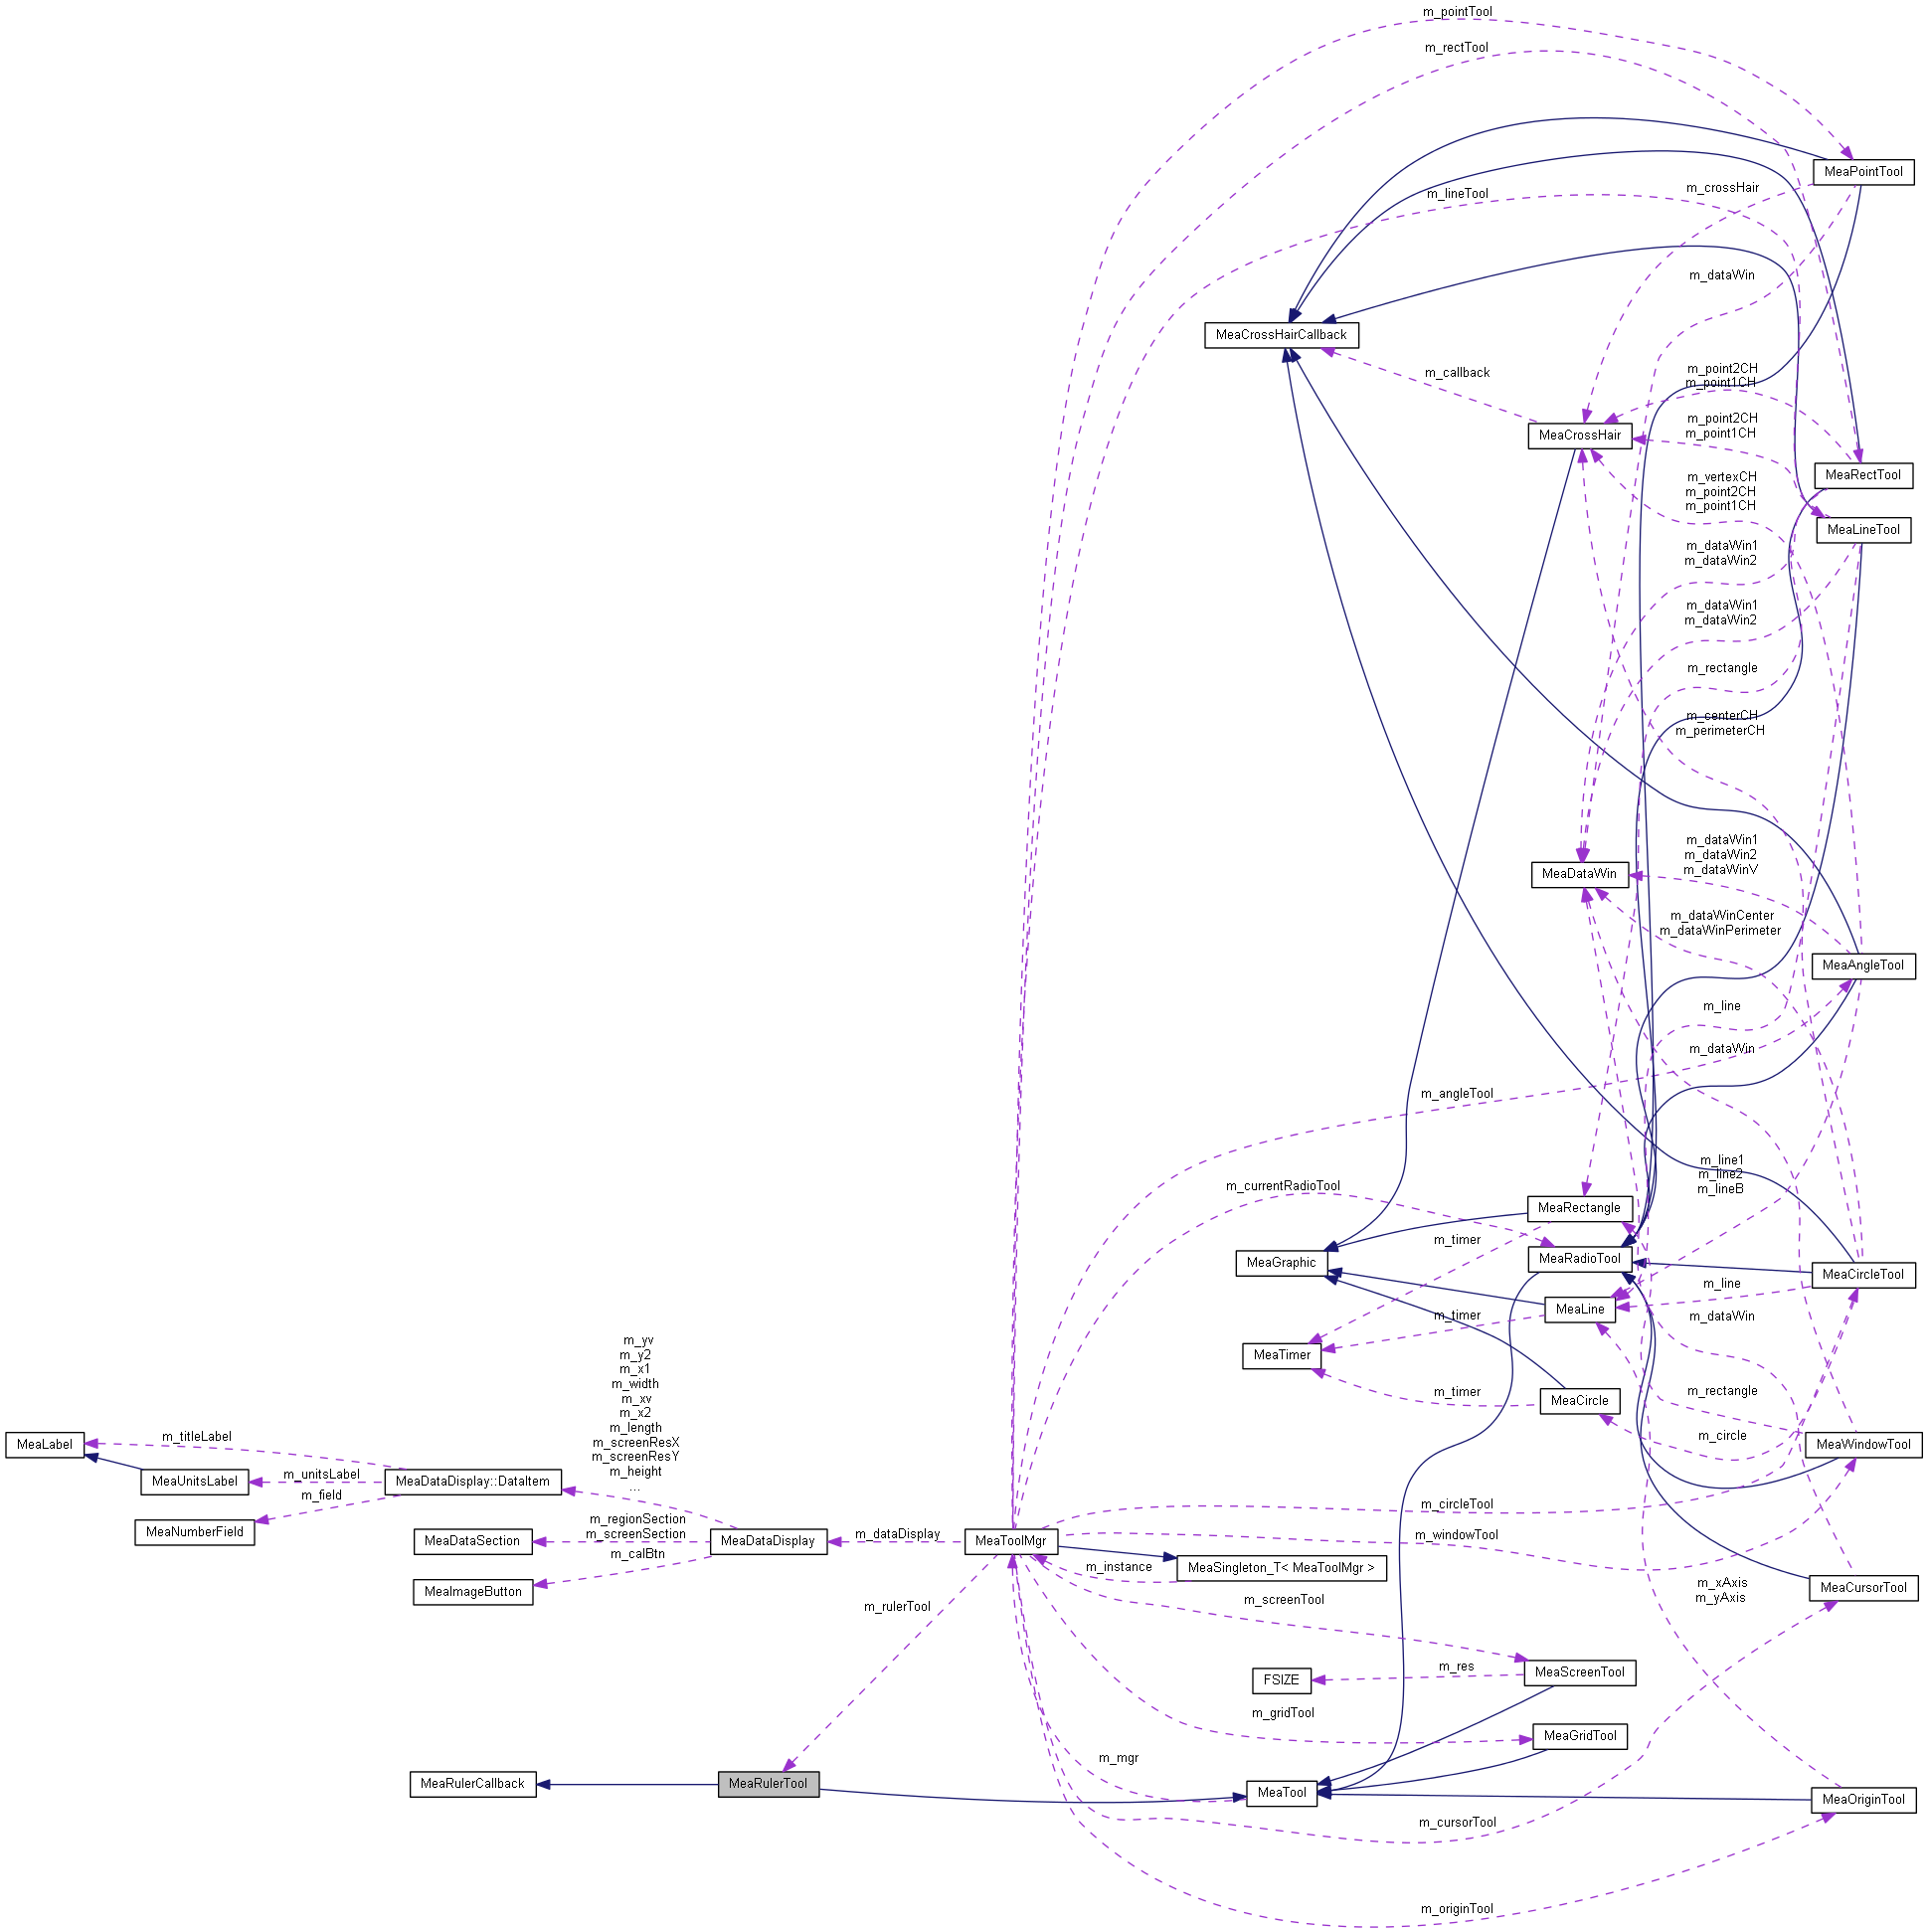 m_pointTool
m_rectTool
m_lineTool
m_crossHair
MeaPointTool
m_dataWin
MeaCrossHairCallback
m_callback
m_point2CH
m_point1CH
MeaCrossHair
m_point2CH
m_point1CH
MeaRectTool
m_vertexCH
m_point2CH
m_point1CH
MeaLineTool
m_dataWin1
m_dataWin2
m_dataWin1
m_dataWin2
m_rectangle
m_centerCH
m_perimeterCH
MeaDataWin
m_dataWin1
m_dataWin2
m_dataWinV
m_dataWinCenter
m_dataWinPerimeter
MeaAngleTool
m_line
m_dataWin
m_angleTool
m_currentRadioTool
m_line1
m_line2
m_lineB
MeaRectangle
m_timer
MeaGraphic
MeaRadioTool
MeaCircleTool
m_line
MeaLine
m_timer
m_dataWin
MeaTimer
m_timer
MeaCircle
m_rectangle
m_circle
MeaWindowTool
m_yv
m_y2
m_x1
m_width
m_xv
m_x2
m_length
m_screenResX
m_screenResY
m_height
...
MeaLabel
m_titleLabel
MeaUnitsLabel
m_unitsLabel
m_field
MeaDataDisplay::DataItem
MeaNumberField
m_regionSection
m_screenSection
m_calBtn
MeaDataSection
MeaDataDisplay
m_dataDisplay
MeaToolMgr
MeaImageButton
m_circleTool
m_windowTool
m_instance
MeaSingleton_T< MeaToolMgr >
m_screenTool
m_xAxis
m_yAxis
MeaCursorTool
m_rulerTool
m_res
FSIZE
MeaScreenTool
m_gridTool
MeaGridTool
m_mgr
MeaRulerCallback
MeaRulerTool
MeaTool
MeaOriginTool
m_cursorTool
m_originTool